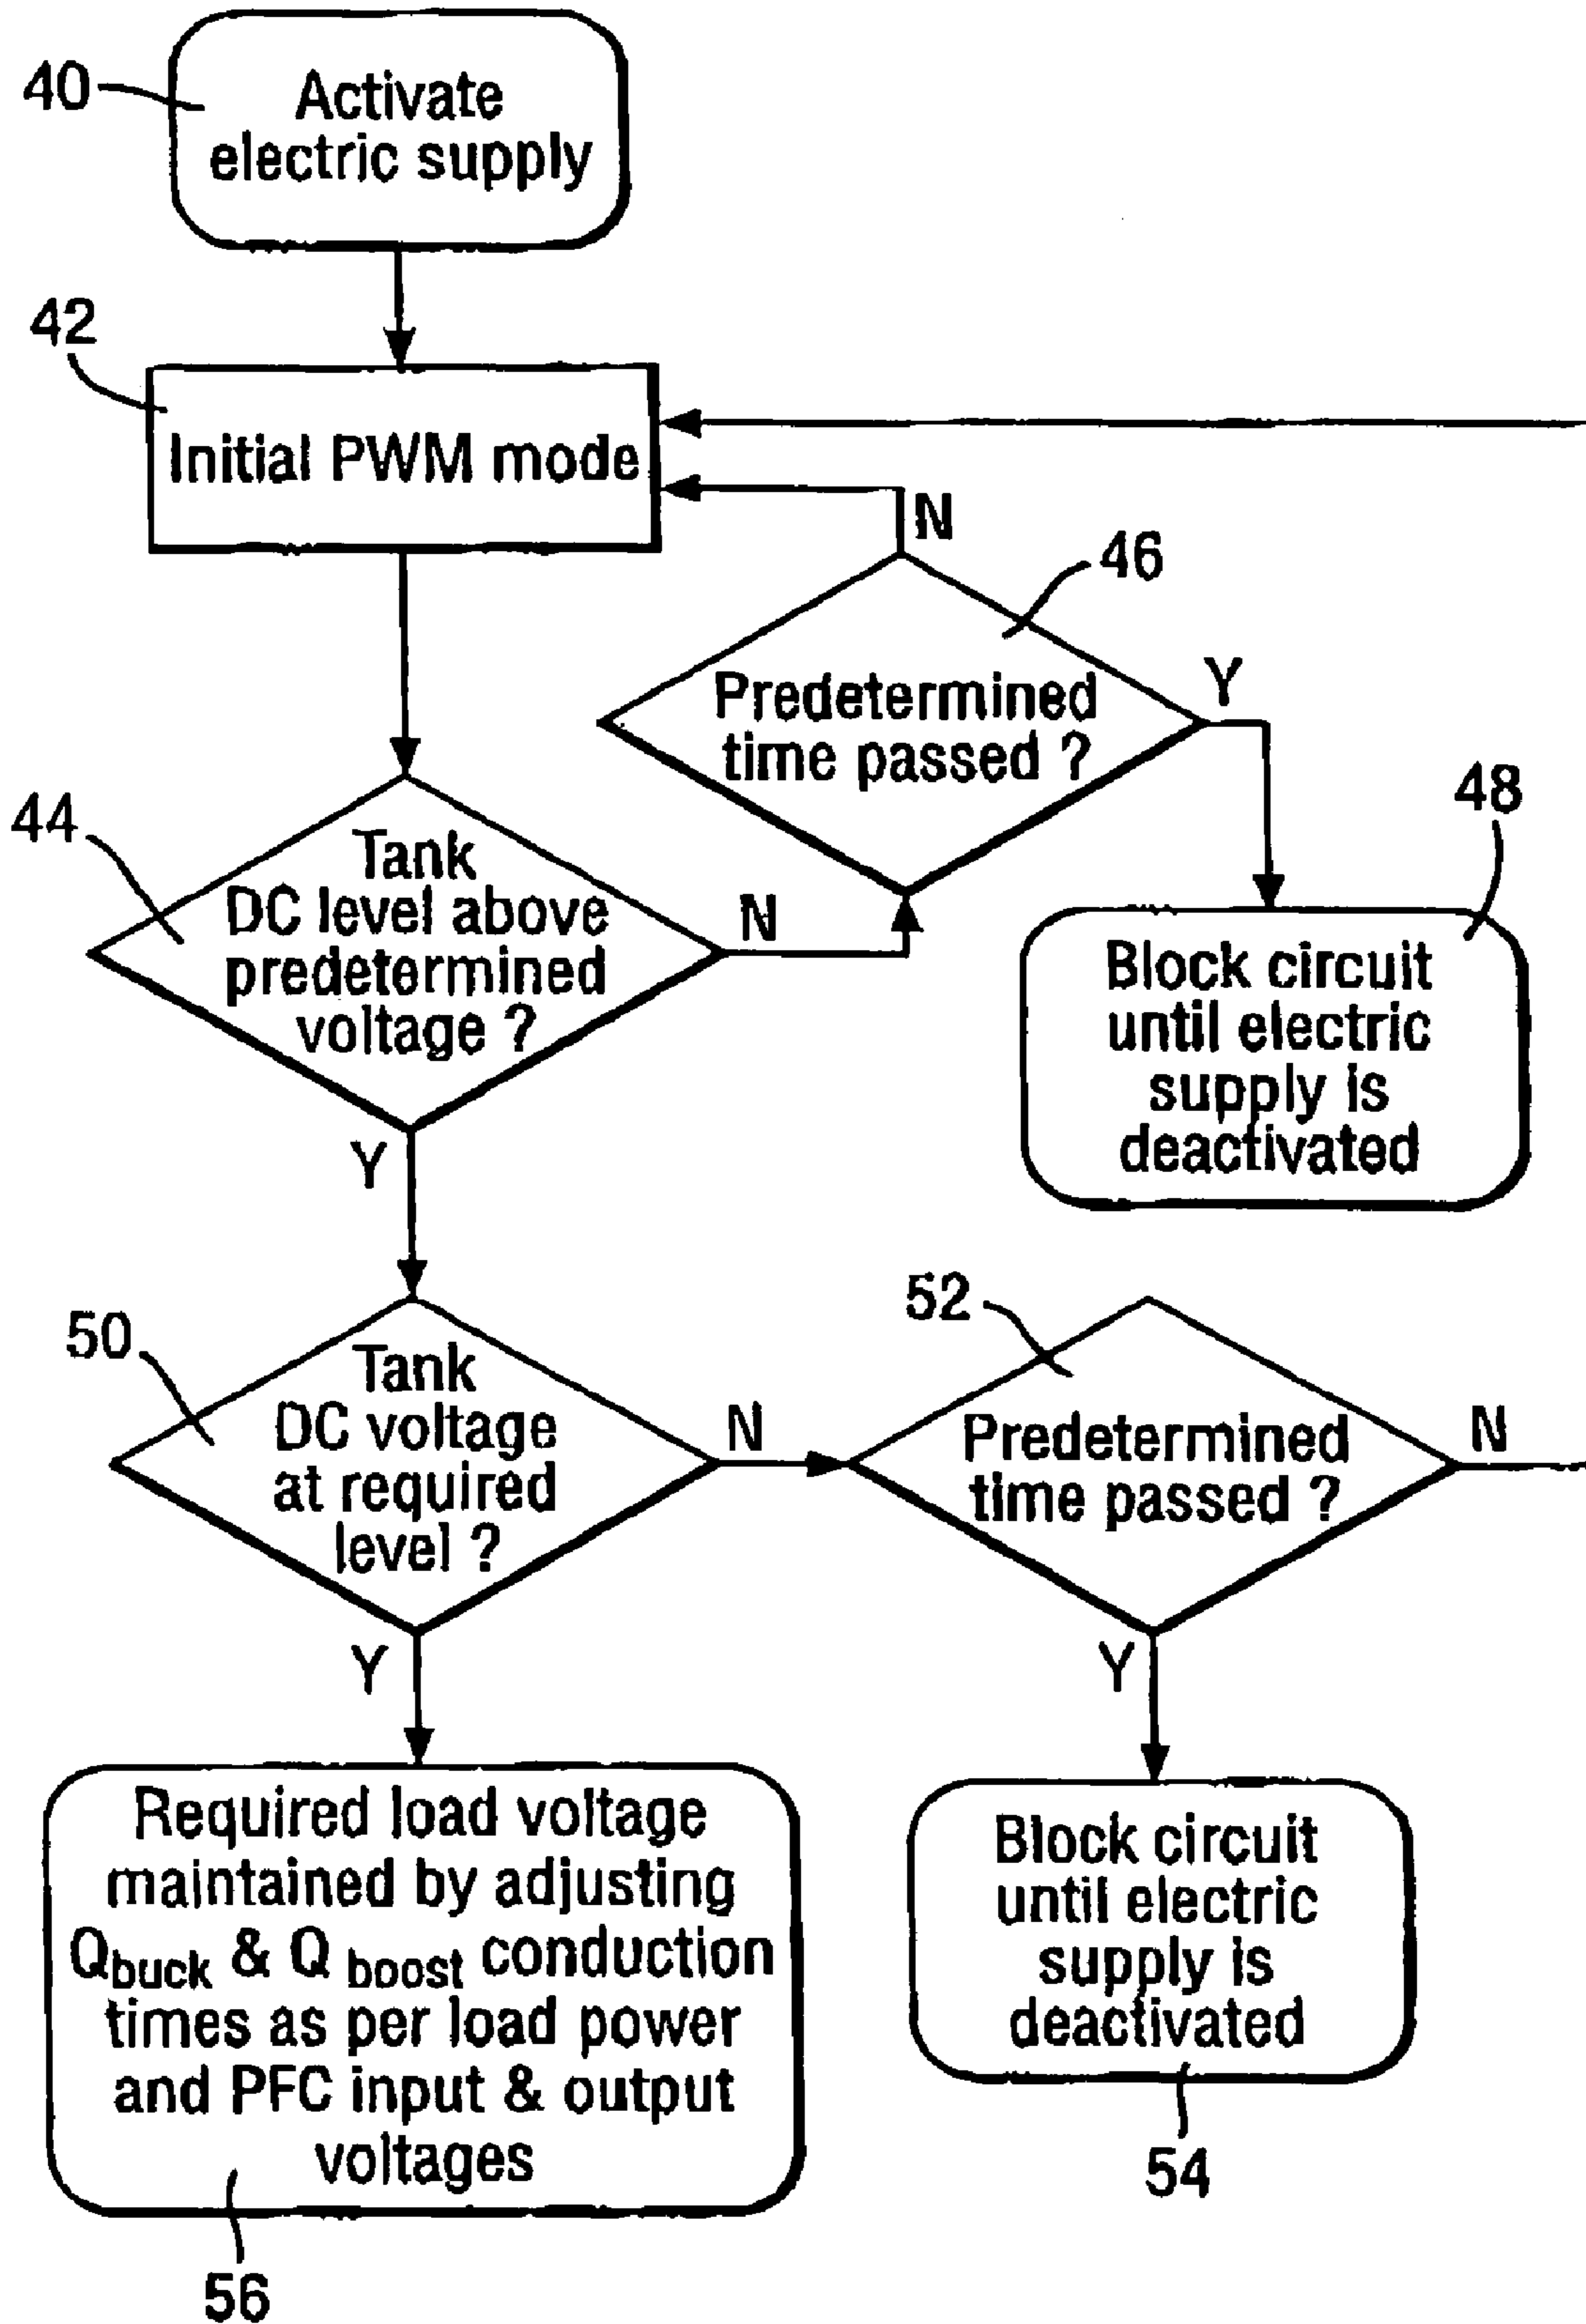 40
Activate
electric supply
42
Initial PWM mode
N
46
Predetermined
time passed ?
Y
44
Tank
DC level above
predetermined
voltage ?
N
48
Block circuit
until electric
supply is
deactivated
Y
50
Tank
DC voltage
at required
level ?
N
52
Predetermined
time passed ?
N
Y
Y
Required load voltage
maintained by adjusting
Qbuck & Q boost conduction
times as per load power
and PFC input & output
voltages
Block circuit
until electric
supply is
deactivated
54
56